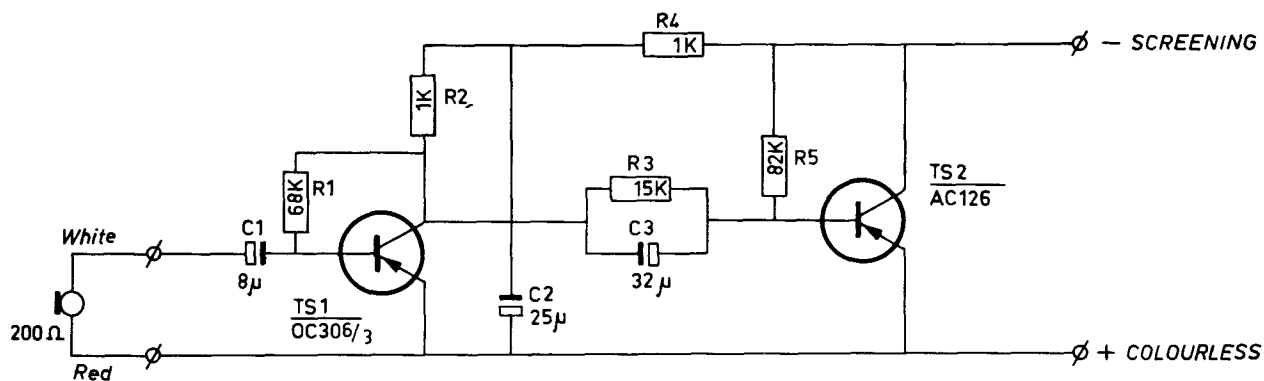 R4
1K
− SCREENING
1K
R2
68K
R1
R3
15K
82K
R5
TS2
AC126
White
C1
8µ
C3
32µ
200Ω
TS1
OC306/3
C2
25µ
Red
+ COLOURLESS